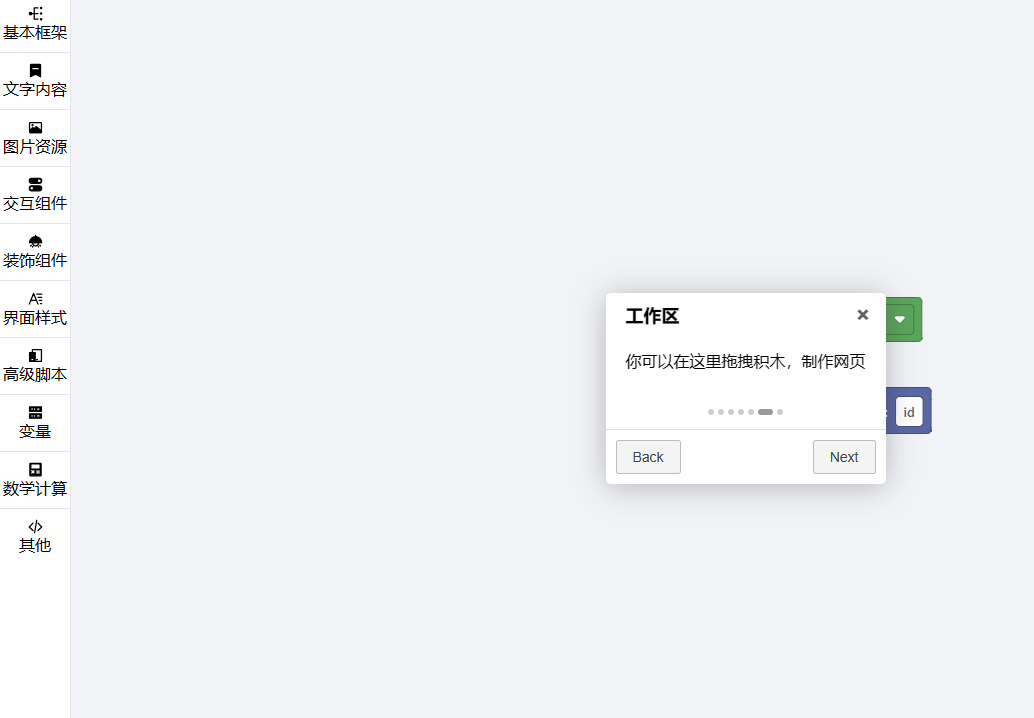 基本框架
文字内容
图片资源
交互组件
装饰组件
界面样式
高级脚本
变量
数学计算
其他
工作区
你可以在这里拖拽积木，制作网页
id
Back
Next